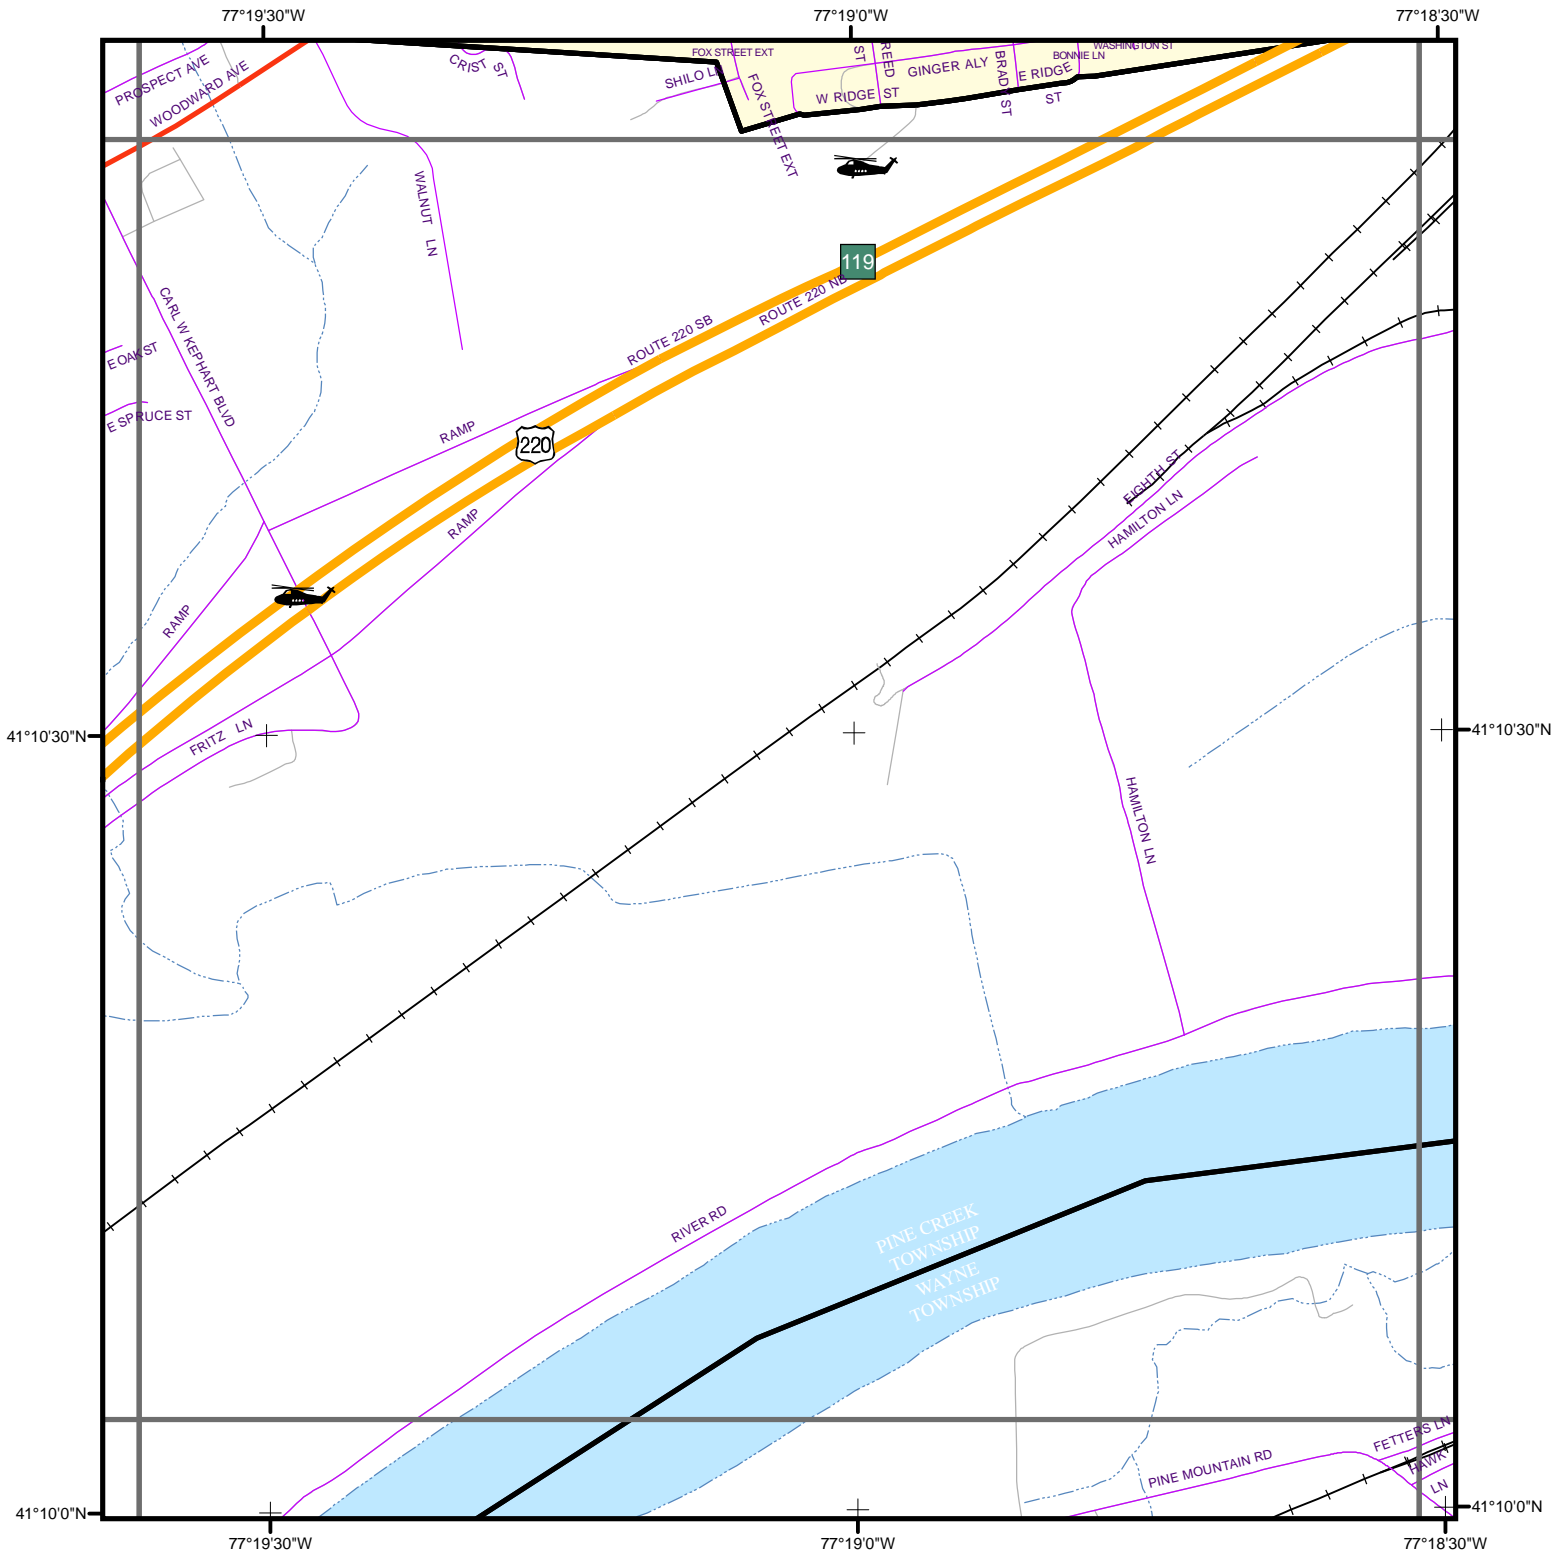 77°19'30"W
77°19'0"W
77°18'30"W
PROSPECT AVE
WOODWARD AVE
CRIST ST
FOX STREET EXT
SHILO LN
FOX STREET EXT
ST
REED
GINGER ALY
W RIDGE ST
BRAD ST
E RIDGE ST
BONNIE LN
WASHINGTON ST
WALNUT LN
119
ROUTE 220 NB
ROUTE 220 SB
CARL W KEPHART BLVD
E OAK ST
E SPRUCE ST
RAMP
220
RAMP
RAMP
EIGHTH ST
HAMILTON LN
FRITZ LN
41°10'30"N
41°10'30"N
HAMILTON LN
RIVER RD
PINE CREEK
TOWNSHIP
WAYNE
TOWNSHIP
FETTERS LN
HAWK LN
PINE MOUNTAIN RD
41°10'0"N
41°10'0"N
77°19'30"W
77°19'0"W
77°18'30"W